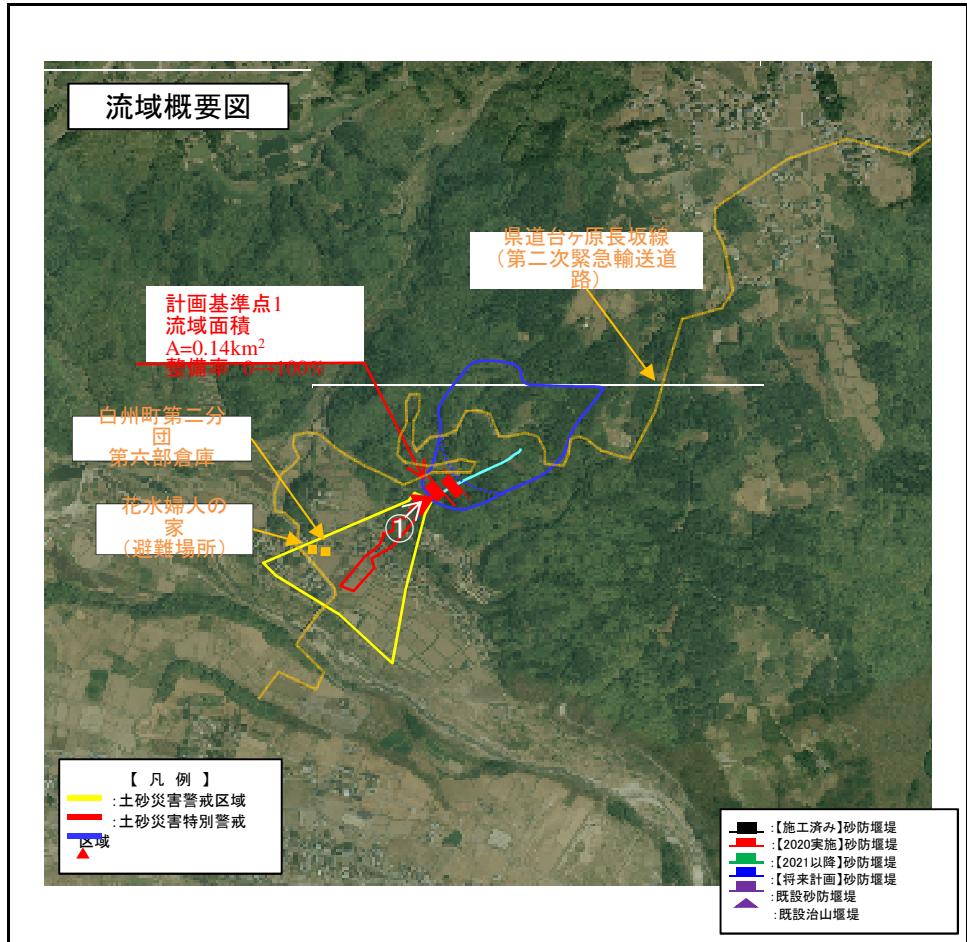 流域概要図
県道台ヶ原長坂線
(第二次緊急輸送道
路)
計画基準点1
流域面積
A=0.14km²
整備率 0→100%
白州町第二分
団
第六部倉庫
花水婦人の
家
(避難場所)
①
【 凡 例 】
:土砂災害警戒区域
:土砂災害特別警戒
区域
:【施工済み】砂防堰堤
:【2020実施】砂防堰堤
:【2021以降】砂防堰堤
:【将来計画】砂防堰堤
:既設砂防堰堤
:既設治山堰堤